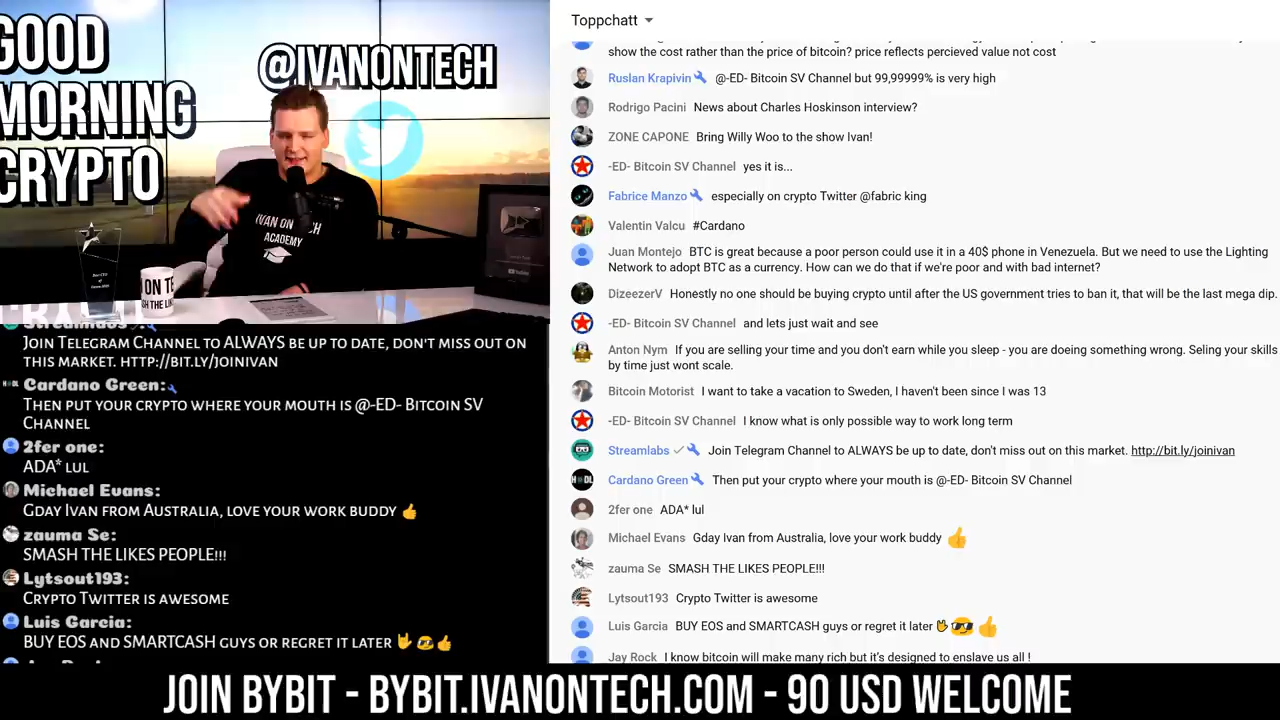 GOOD
MORNING
CRYPTO
@IVANONTECH
IVAN ON TECH
ACADEMY
ON TE
SH THE LIKES
JOIN TELEGRAM CHANNEL TO ALWAYS BE UP TO DATE, DON'T MISS OUT ON
THIS MARKET. HTTP://BIT.LY/JOINIVAN
Cardano Green:
THEN PUT YOUR CRYPTO WHERE YOUR MOUTH IS @-ED- BITCOIN SV
CHANNEL
2fer one:
ADA* LUL
Michael Evans:
GDAY IVAN FROM AUSTRALIA, LOVE YOUR WORK BUDDY 👍
zauma Se:
SMASH THE LIKES PEOPLE!!!
Lytsout193:
CRYPTO TWITTER IS AWESOME
Luis Garcia:
BUY EOS AND SMARTCASH GUYS OR REGRET IT LATER 🤟😎👍
Toppchatt
show the cost rather than the price of bitcoin? price reflects percieved value not cost
Ruslan Krapivin @-ED- Bitcoin SV Channel but 99,99999% is very high
Rodrigo Pacini News about Charles Hoskinson interview?
ZONE CAPONE Bring Willy Woo to the show Ivan!
-ED- Bitcoin SV Channel yes it is...
Fabrice Manzo especially on crypto Twitter @fabric king
Valentin Valcu #Cardano
Juan Montejo BTC is great because a poor person could use it in a 40$ phone in Venezuela. But we need to use the Lighting
Network to adopt BTC as a currency. How can we do that if we're poor and with bad internet?
DizeezerV Honestly no one should be buying crypto until after the US government tries to ban it, that will be the last mega dip.
-ED- Bitcoin SV Channel and lets just wait and see
Anton Nym If you are selling your time and you don't earn while you sleep - you are doeing something wrong. Seling your skills
by time just wont scale.
Bitcoin Motorist I want to take a vacation to Sweden, I haven't been since I was 13
-ED- Bitcoin SV Channel I know what is only possible way to work long term
Streamlabs Join Telegram Channel to ALWAYS be up to date, don't miss out on this market. http://bit.ly/joinivan
Cardano Green Then put your crypto where your mouth is @-ED- Bitcoin SV Channel
2fer one ADA* lul
Michael Evans Gday Ivan from Australia, love your work buddy 👍
zauma Se SMASH THE LIKES PEOPLE!!!
Lytsout193 Crypto Twitter is awesome
Luis Garcia BUY EOS and SMARTCASH guys or regret it later 🤟😎👍
Jay Rock I know bitcoin will make many rich but it's designed to enslave us all !
JOIN BYBIT - BYBIT.IVANONTECH.COM - 90 USD WELCOME